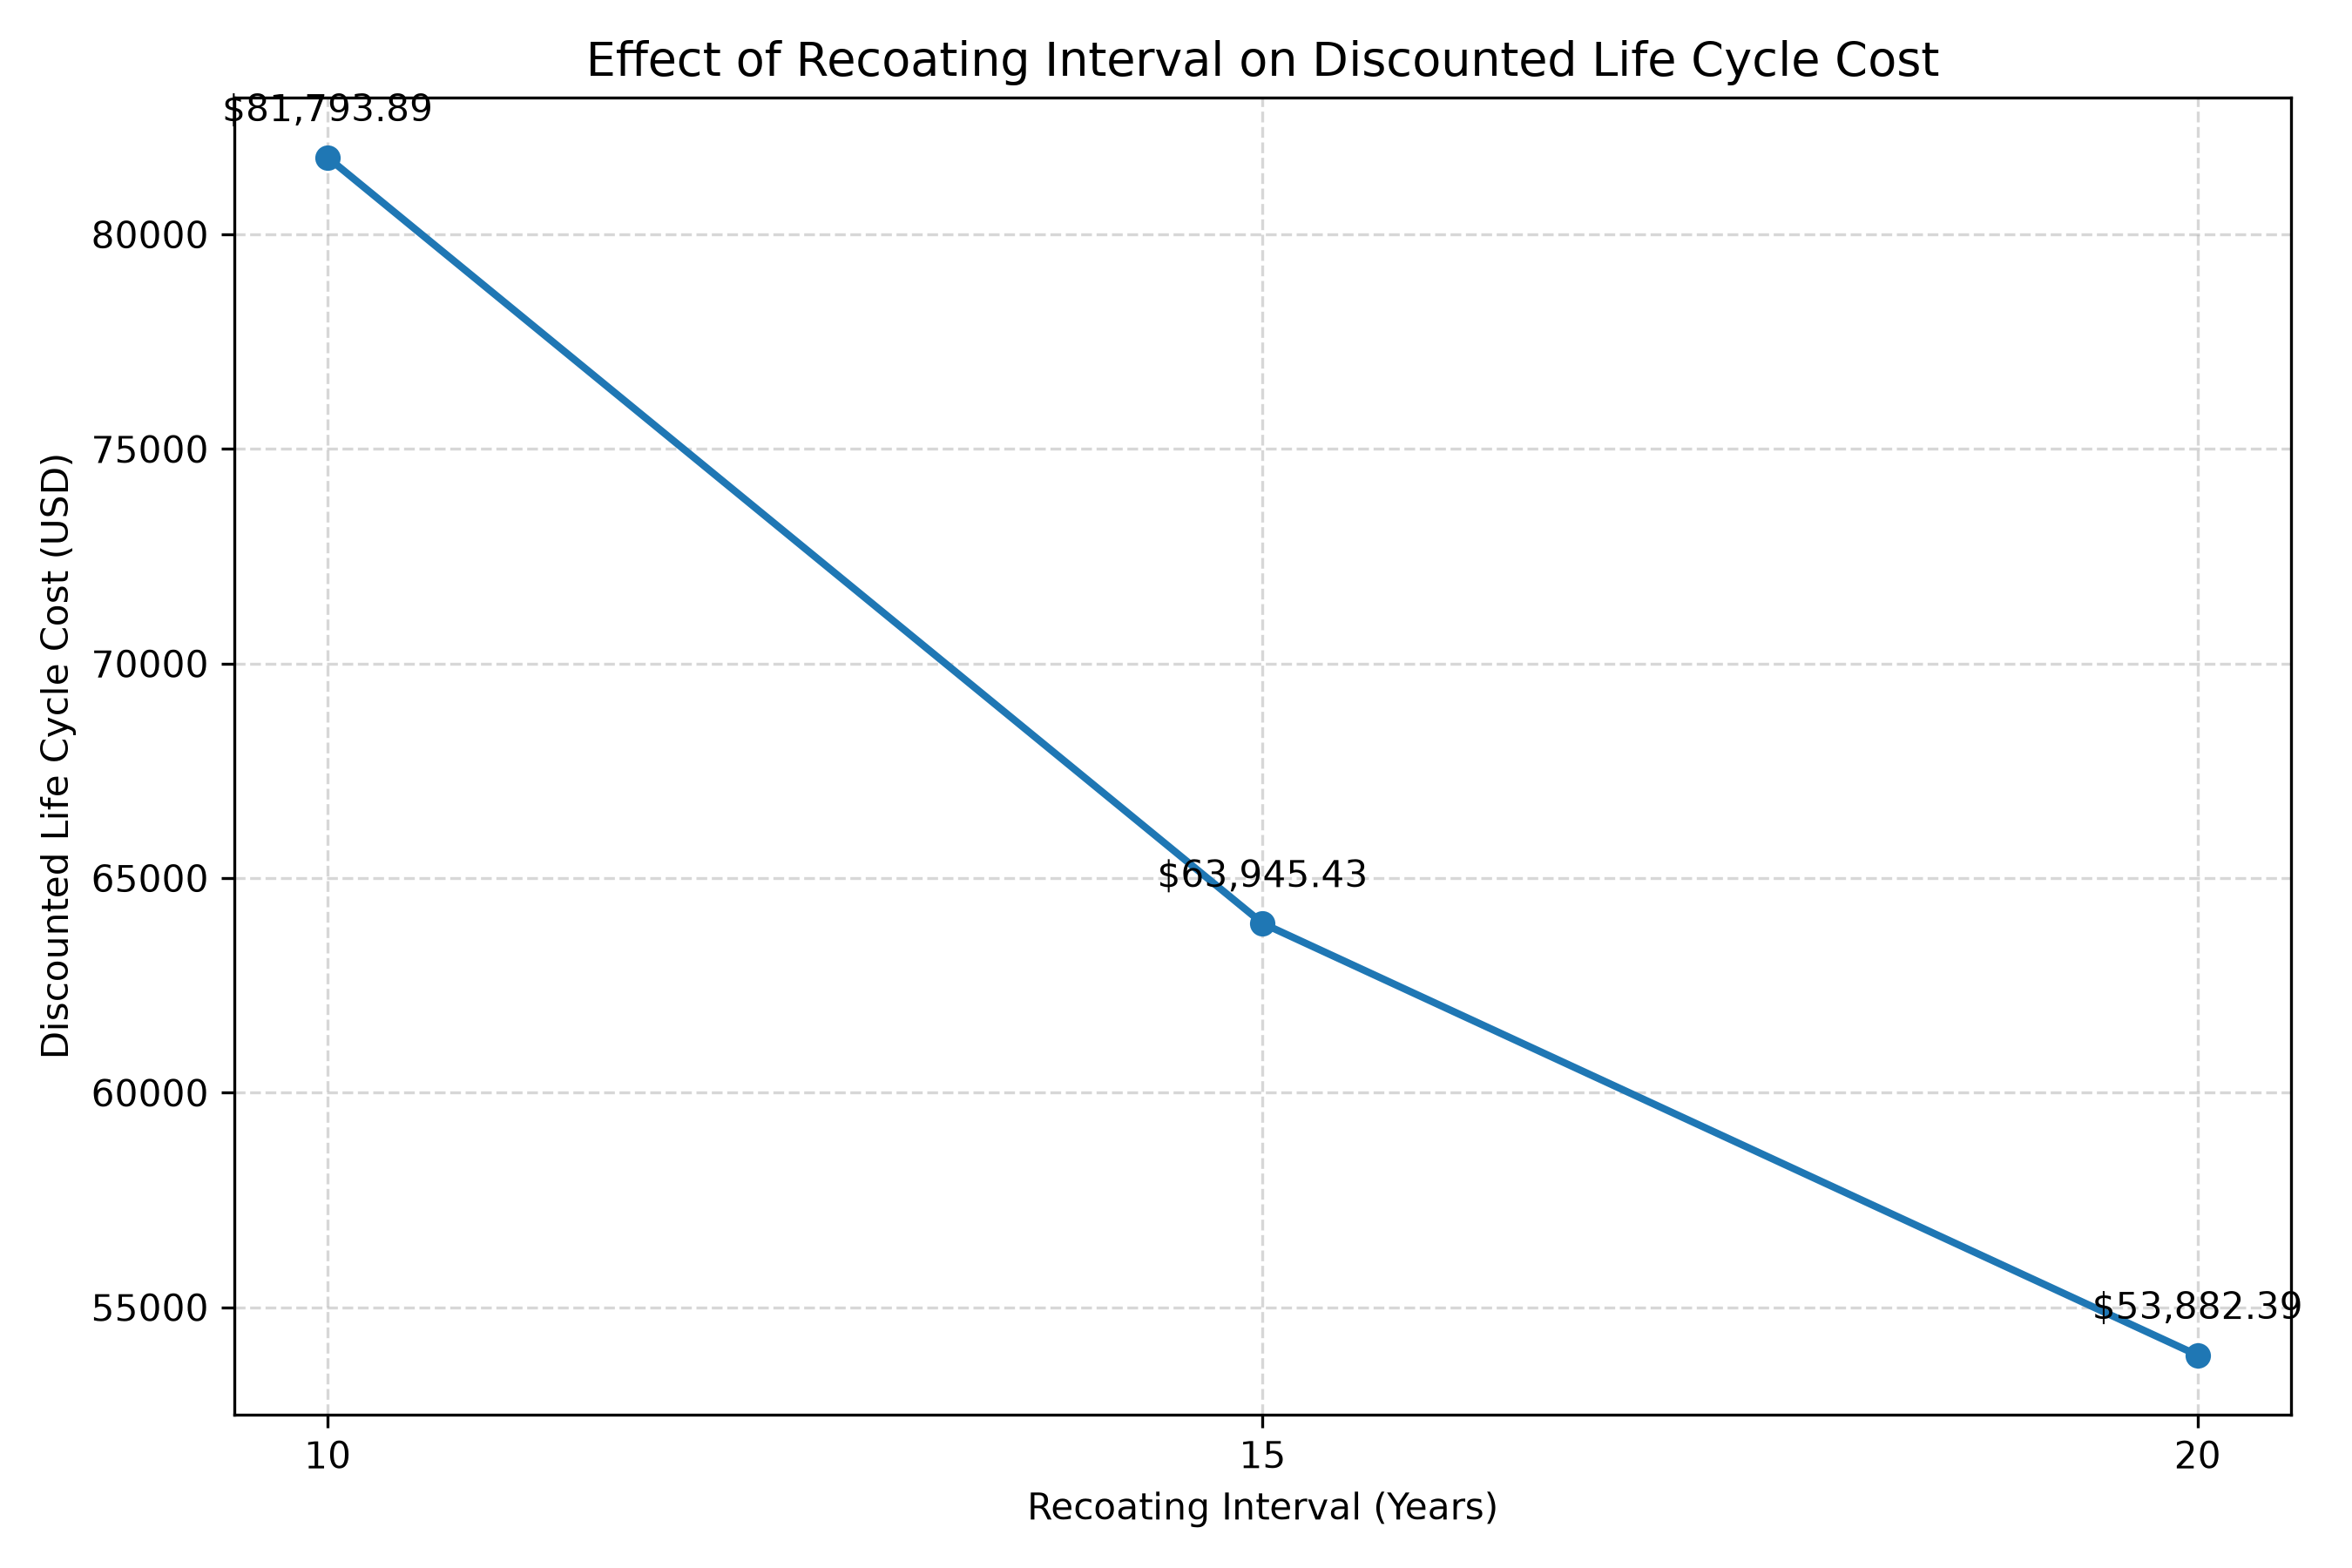 Effect of Recoating Interval on Discounted Life Cycle Cost
$81,793.89
80000
75000
Discounted Life Cycle Cost (USD)
70000
$63,945.43
65000
60000
$53,882.39
55000
10 15 20
Recoating Interval (Years)